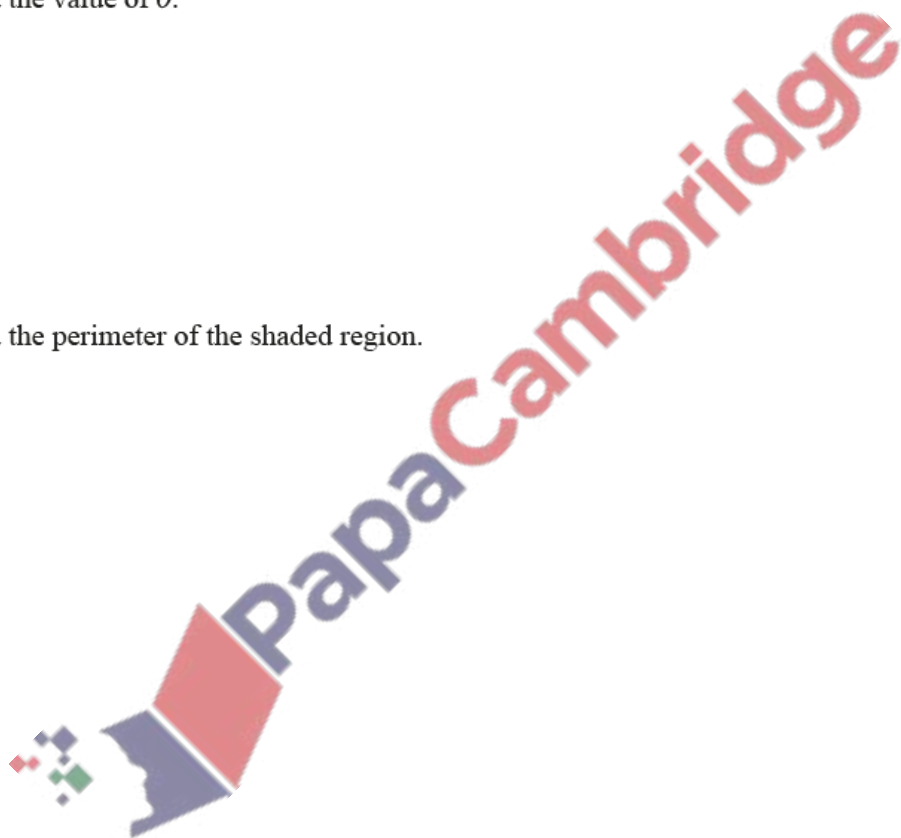 the value of θ.
the perimeter of the shaded region.
PapaCambridge